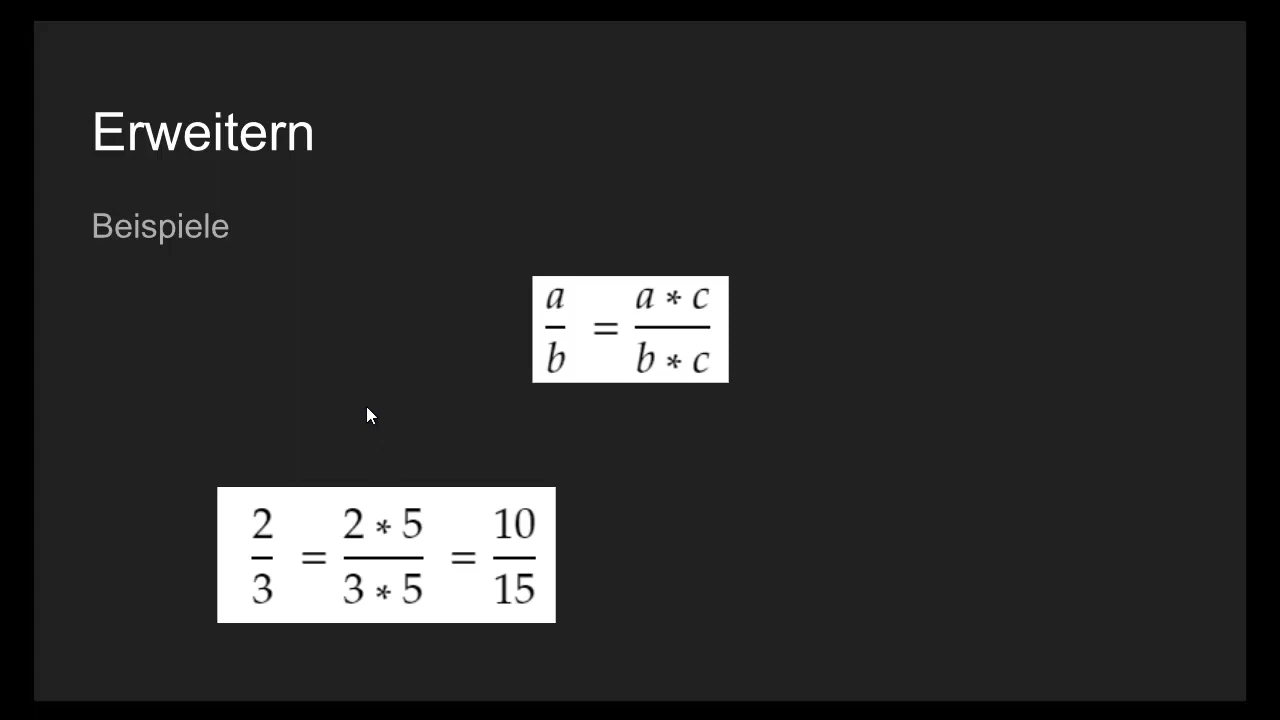 Erweitern
Beispiele
a/b = a * c/b * c
2/3 = 2 * 5/3 * 5 = 10/15